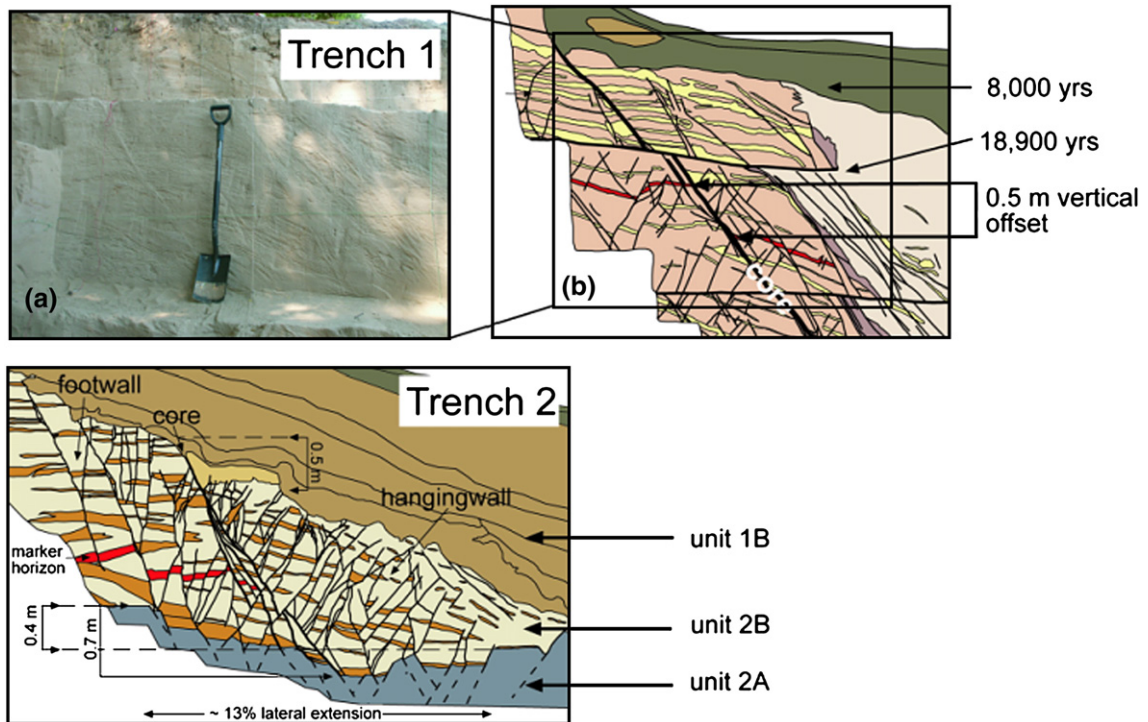 Trench 1
(a)
(b)
core
8,000 yrs
18,900 yrs
0.5 m vertical
offset
Trench 2
footwall
core
0.5 m
hangingwall
marker
horizon
0.4 m
0.7 m
~ 13% lateral extension
unit 1B
unit 2B
unit 2A